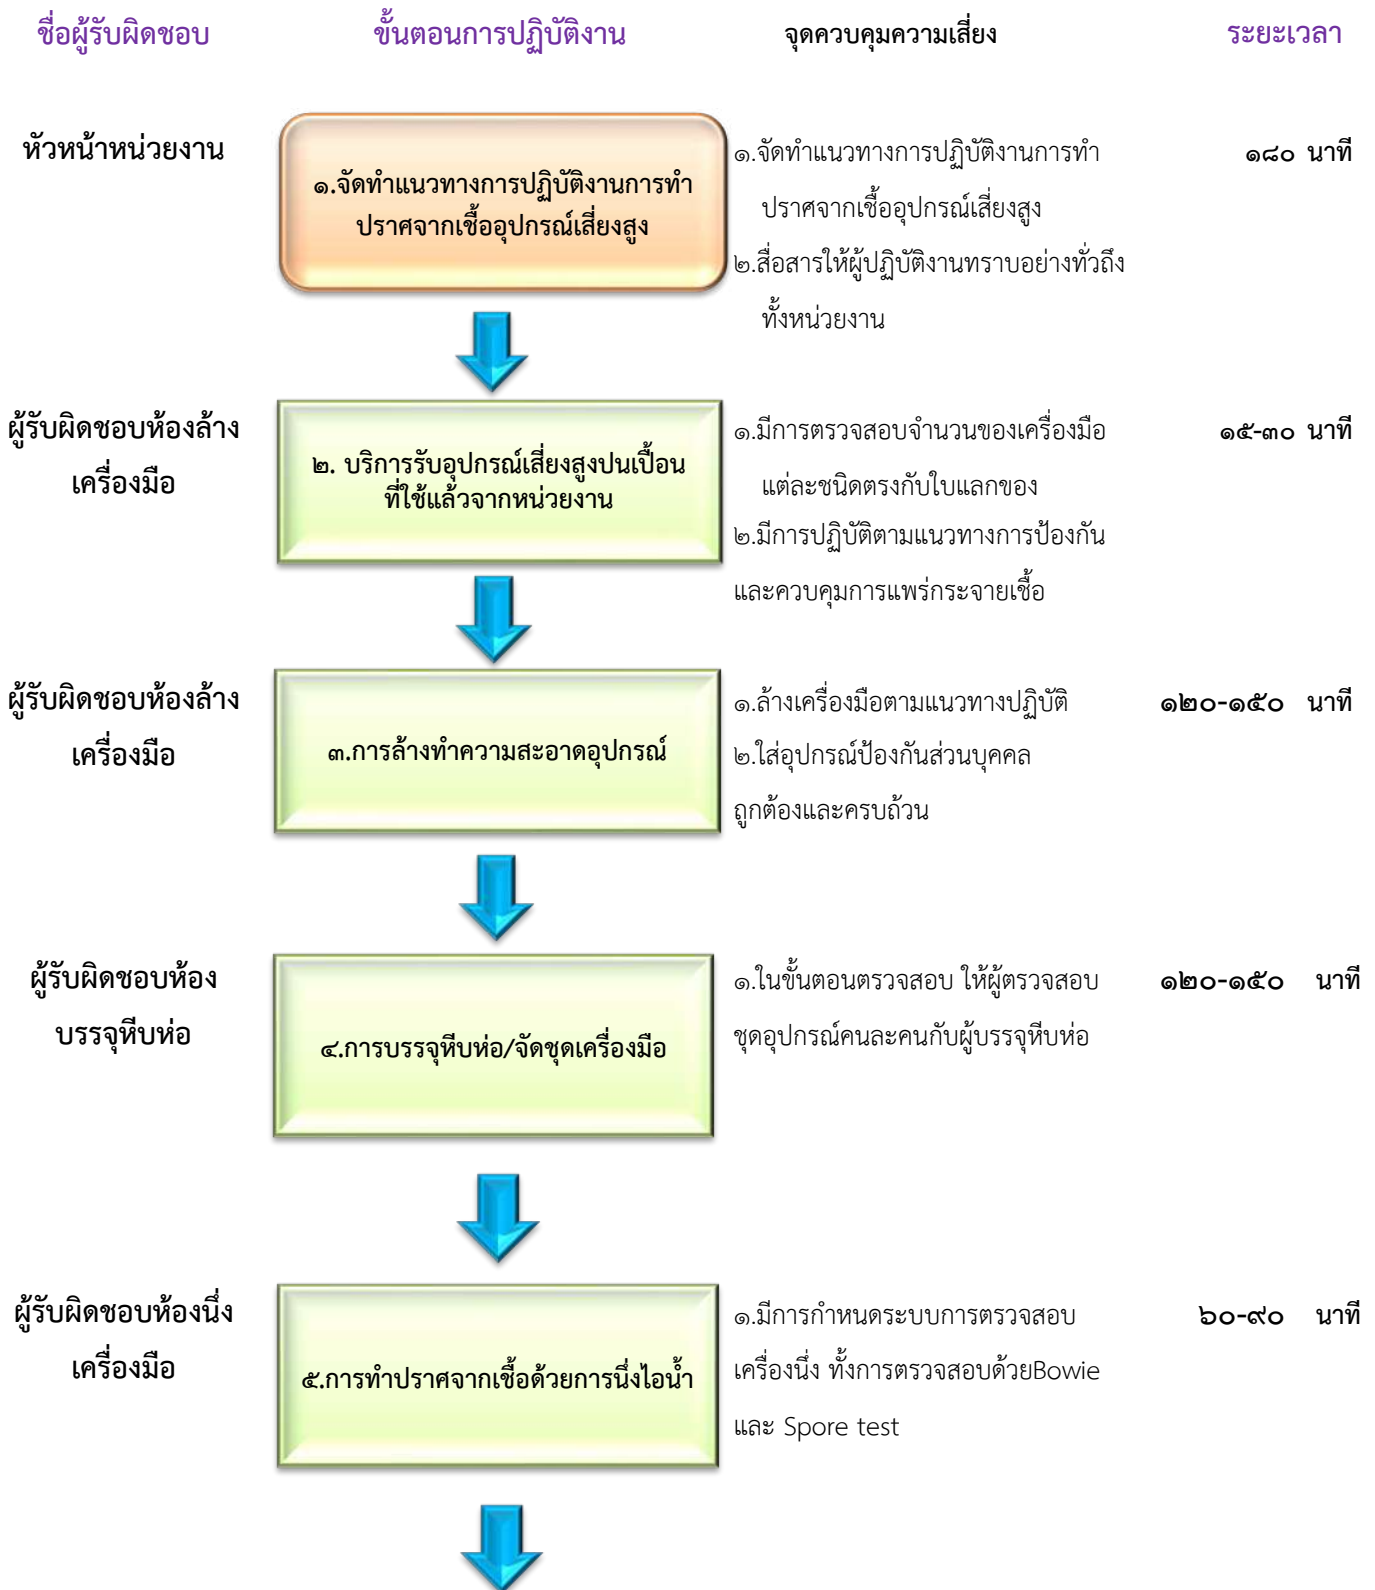 ชื่อผู้รับผิดชอบ ขั้นตอนการปฏิบัติงาน จุดควบคุมความเสี่ยง ระยะเวลา
หัวหน้าหน่วยงาน
๑.จัดทำแนวทางการปฏิบัติงานการทำ
ปราศจากเชื้ออุปกรณ์เสี่ยงสูง
๑.จัดทำแนวทางการปฏิบัติงานการทำ
ปราศจากเชื้ออุปกรณ์เสี่ยงสูง
๒.สื่อสารให้ผู้ปฏิบัติงานทราบอย่างทั่วถึง
ทั้งหน่วยงาน
๑๘๐ นาที
ผู้รับผิดชอบห้องล้าง
เครื่องมือ
๒. บริการรับอุปกรณ์เสี่ยงสูงปนเปื้อน
ที่ใช้แล้วจากหน่วยงาน
๑.มีการตรวจสอบจำนวนของเครื่องมือ
แต่ละชนิดตรงกับใบแลกของ
๒.มีการปฏิบัติตามแนวทางการป้องกัน
และควบคุมการแพร่กระจายเชื้อ
๑๕-๓๐ นาที
ผู้รับผิดชอบห้องล้าง
เครื่องมือ
๓.การล้างทำความสะอาดอุปกรณ์
๑.ล้างเครื่องมือตามแนวทางปฏิบัติ
๒.ใส่อุปกรณ์ป้องกันส่วนบุคคล
ถูกต้องและครบถ้วน
๑๒๐-๑๕๐ นาที
ผู้รับผิดชอบห้อง
บรรจุหีบห่อ
๔.การบรรจุหีบห่อ/จัดชุดเครื่องมือ
๑.ในขั้นตอนตรวจสอบ ให้ผู้ตรวจสอบ
ชุดอุปกรณ์คนละคนกับผู้บรรจุหีบห่อ
๑๒๐-๑๕๐ นาที
ผู้รับผิดชอบห้องนึ่ง
เครื่องมือ
๕.การทำปราศจากเชื้อด้วยการนึ่งไอน้ำ
๑.มีการกำหนดระบบการตรวจสอบ
เครื่องนึ่ง ทั้งการตรวจสอบด้วยBowie
และ Spore test
๖๐-๙๐ นาที